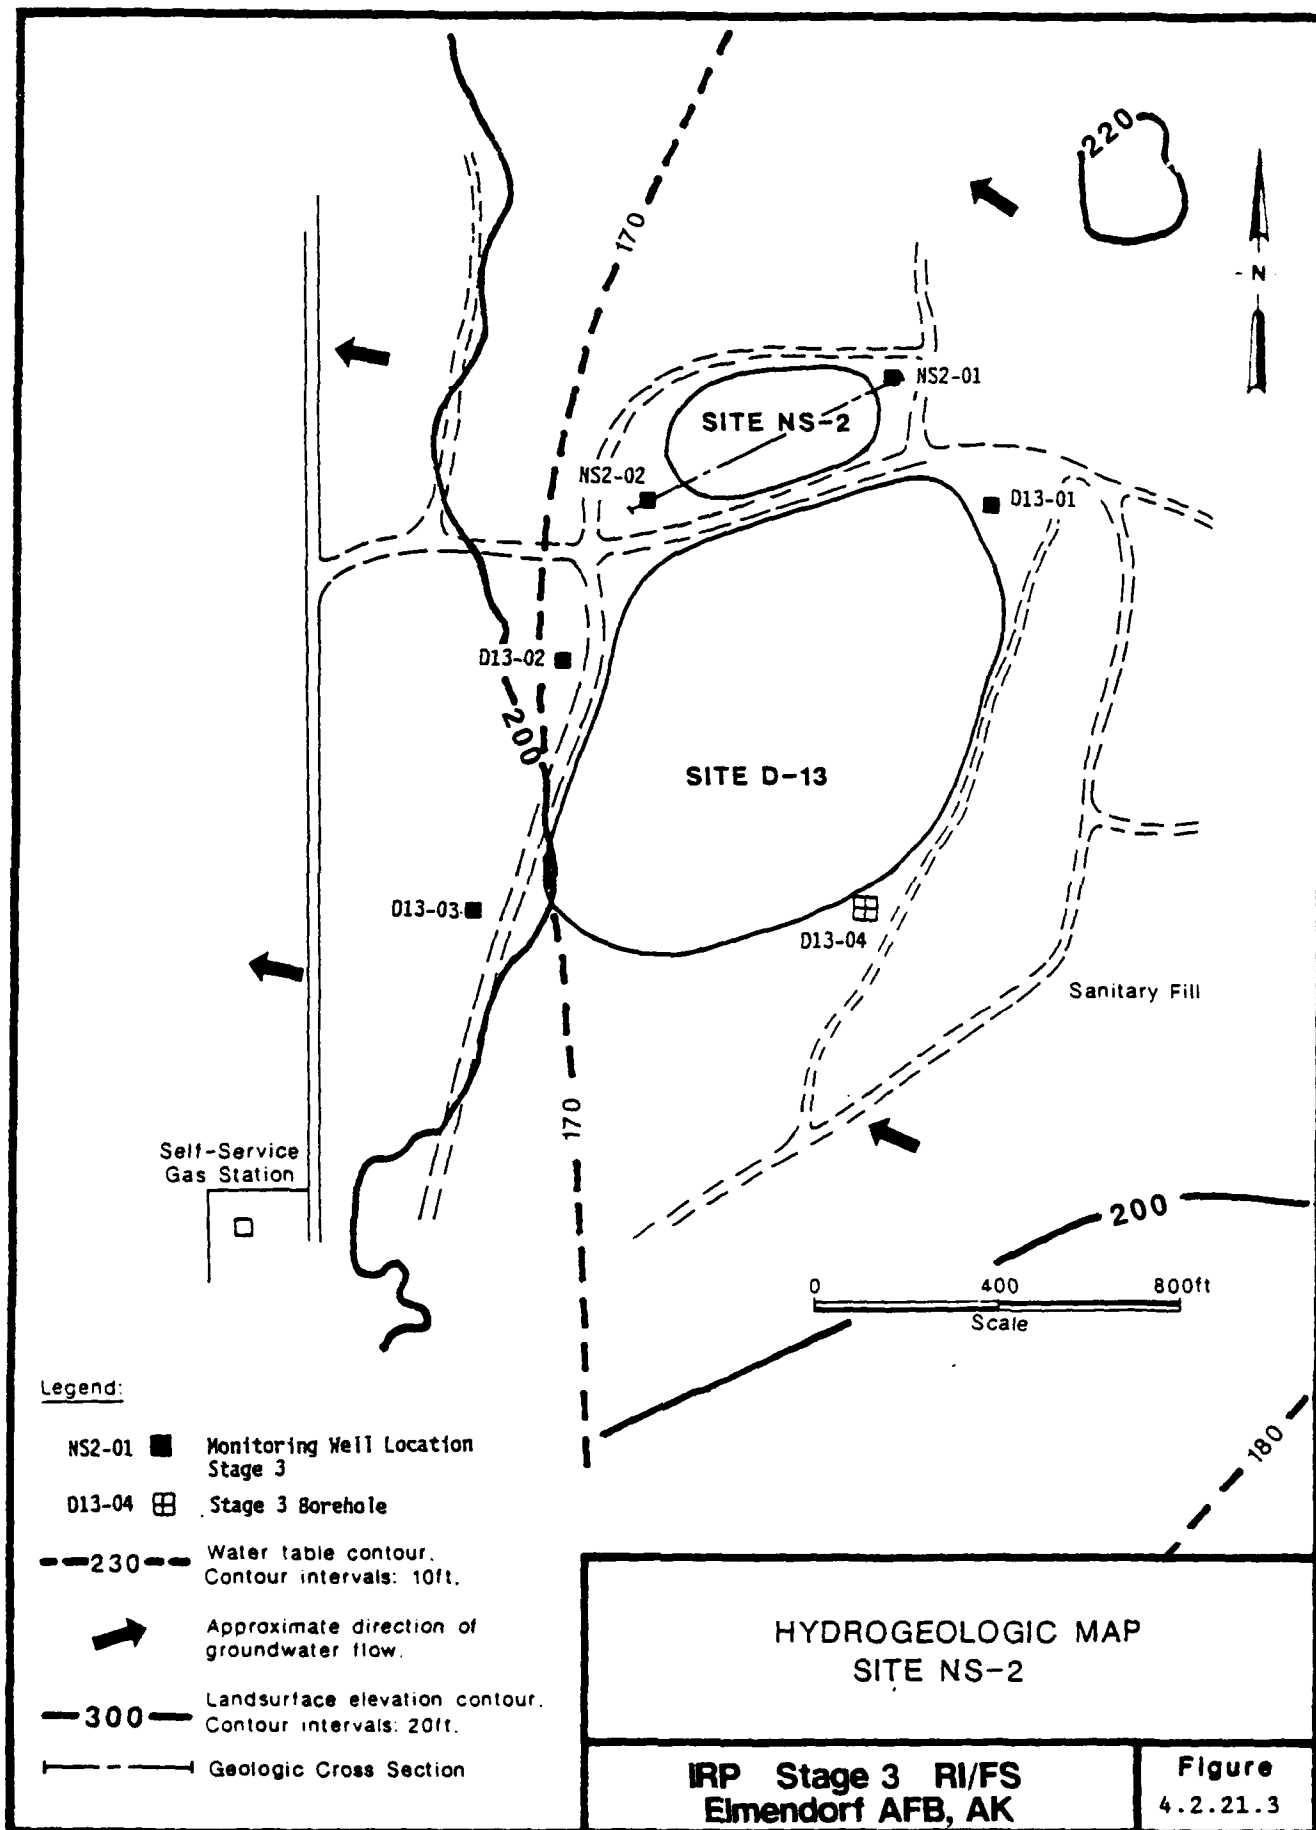 220
170
- N
NS2-01
SITE NS-2
NS2-02
D13-01
D13-02
200
SITE D-13
D13-03
D13-04
Sanitary Fill
170
Self-Service
Gas Station
200
0 400 800ft
Scale
180
Legend:
NS2-01 Monitoring Well Location
Stage 3
D13-04 Stage 3 Borehole
230 Water table contour.
Contour intervals: 10ft.
Approximate direction of
groundwater flow.
300 Landsurface elevation contour.
Contour intervals: 20ft.
Geologic Cross Section
HYDROGEOLOGIC MAP
SITE NS-2
IRP Stage 3 RI/FS
Elmendorf AFB, AK
Figure
4.2.21.3